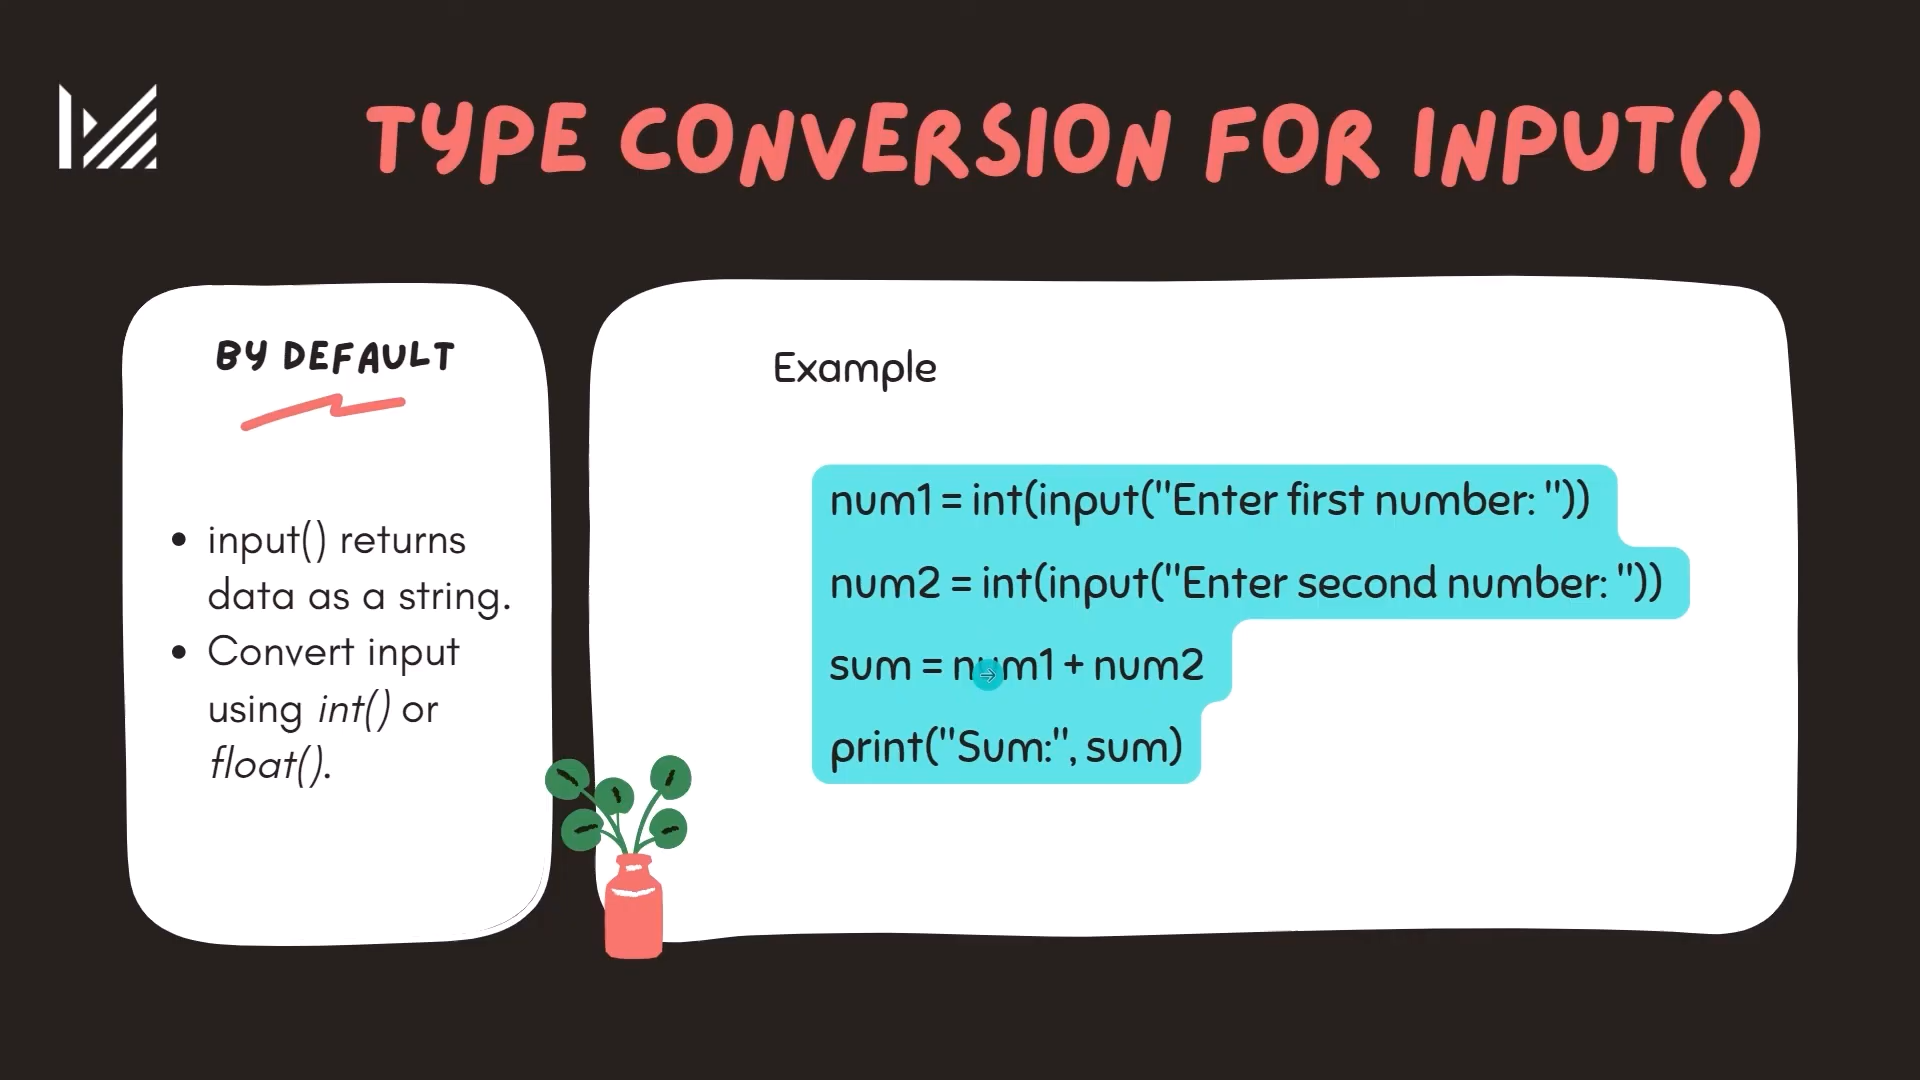 TYPE CONVERSION FOR INPUT()
BY DEFAULT
• input() returns
data as a string.
• Convert input
using int() or
float().
Example
num1 = int(input("Enter first number: "))
num2 = int(input("Enter second number: "))
sum = num1 + num2
print("Sum:", sum)